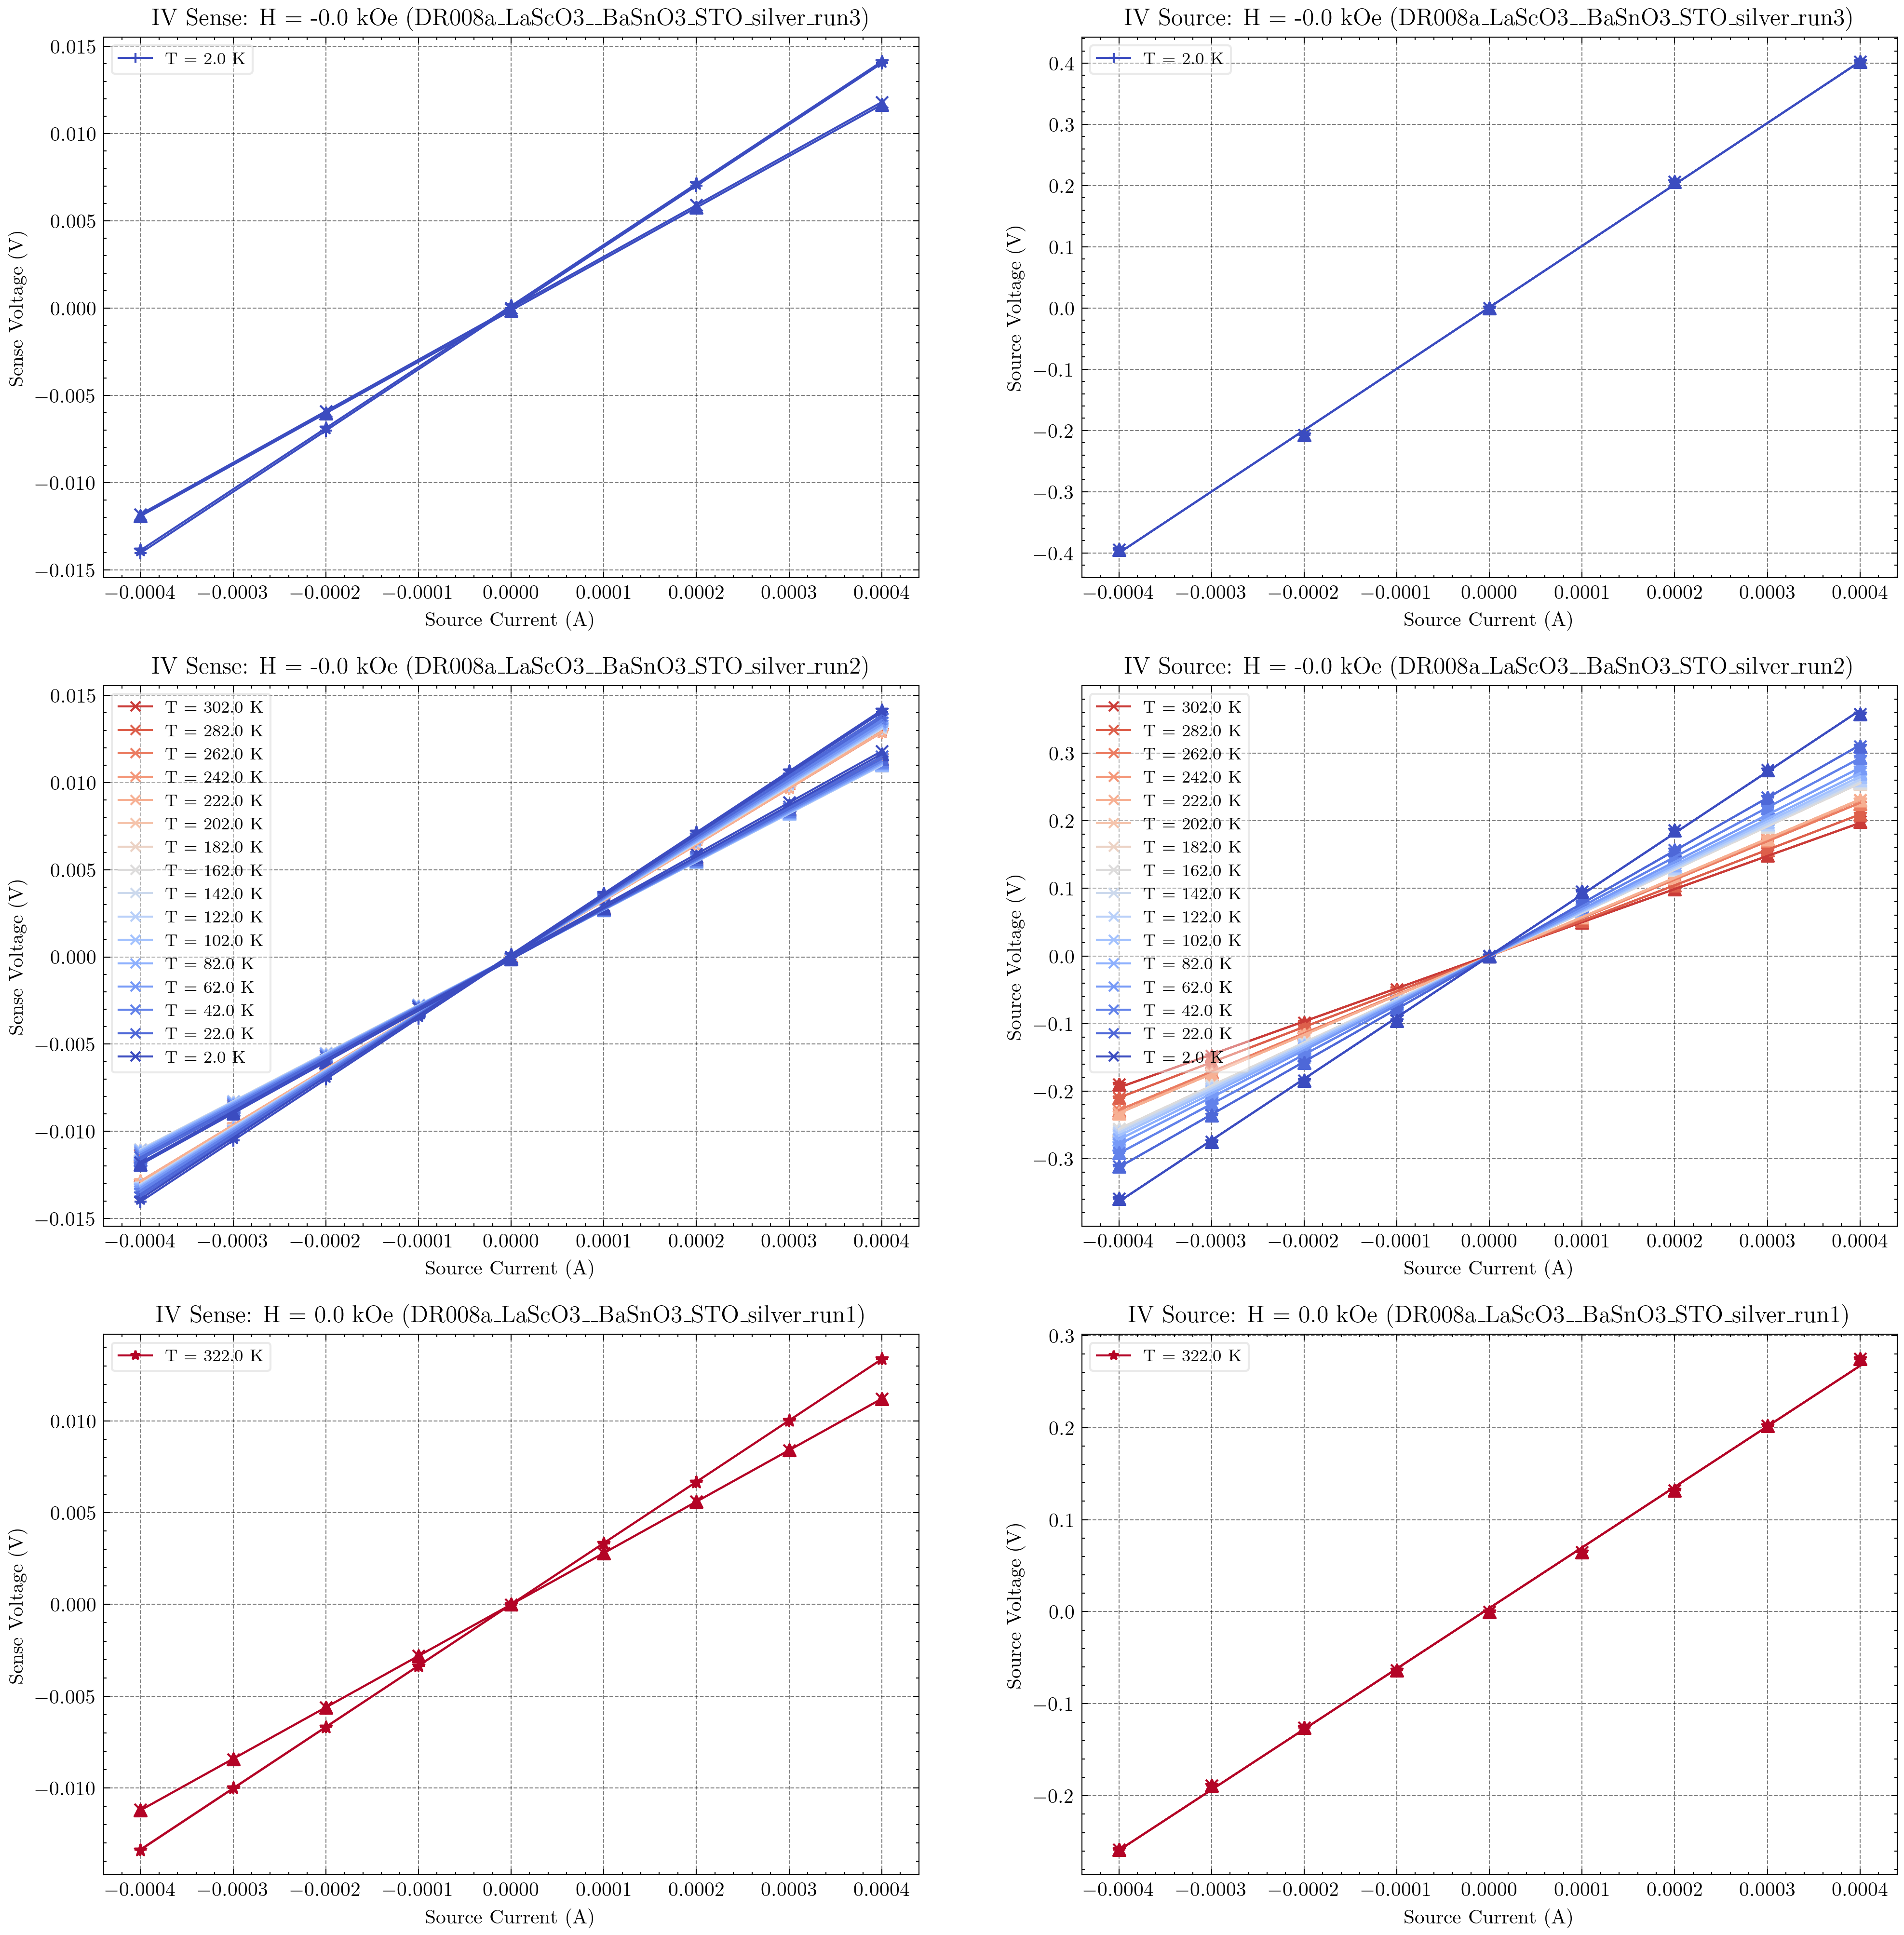 IV Sense: H = -0.0 kOe (DR008a_LaScO3__BaSnO3_STO_silver_run3)
T = 2.0 K
0.015
0.010
0.005
0.000
−0.005
−0.010
−0.015
Sense Voltage (V)
−0.0004 −0.0003 −0.0002 −0.0001 0.0000 0.0001 0.0002 0.0003 0.0004
Source Current (A)
IV Source: H = -0.0 kOe (DR008a_LaScO3__BaSnO3_STO_silver_run3)
T = 2.0 K
0.4
0.3
0.2
0.1
0.0
−0.1
−0.2
−0.3
−0.4
Source Voltage (V)
−0.0004 −0.0003 −0.0002 −0.0001 0.0000 0.0001 0.0002 0.0003 0.0004
Source Current (A)
IV Sense: H = -0.0 kOe (DR008a_LaScO3__BaSnO3_STO_silver_run2)
T = 302.0 K
T = 282.0 K
T = 262.0 K
T = 242.0 K
T = 222.0 K
T = 202.0 K
T = 182.0 K
T = 162.0 K
T = 142.0 K
T = 122.0 K
T = 102.0 K
T = 82.0 K
T = 62.0 K
T = 42.0 K
T = 22.0 K
T = 2.0 K
0.015
0.010
0.005
0.000
−0.005
−0.010
−0.015
Sense Voltage (V)
−0.0004 −0.0003 −0.0002 −0.0001 0.0000 0.0001 0.0002 0.0003 0.0004
Source Current (A)
IV Source: H = -0.0 kOe (DR008a_LaScO3__BaSnO3_STO_silver_run2)
T = 302.0 K
T = 282.0 K
T = 262.0 K
T = 242.0 K
T = 222.0 K
T = 202.0 K
T = 182.0 K
T = 162.0 K
T = 142.0 K
T = 122.0 K
T = 102.0 K
T = 82.0 K
T = 62.0 K
T = 42.0 K
T = 22.0 K
T = 2.0 K
0.3
0.2
0.1
0.0
−0.1
−0.2
−0.3
Source Voltage (V)
−0.0004 −0.0003 −0.0002 −0.0001 0.0000 0.0001 0.0002 0.0003 0.0004
Source Current (A)
IV Sense: H = 0.0 kOe (DR008a_LaScO3__BaSnO3_STO_silver_run1)
T = 322.0 K
0.010
0.005
0.000
−0.005
−0.010
Sense Voltage (V)
−0.0004 −0.0003 −0.0002 −0.0001 0.0000 0.0001 0.0002 0.0003 0.0004
Source Current (A)
IV Source: H = 0.0 kOe (DR008a_LaScO3__BaSnO3_STO_silver_run1)
T = 322.0 K
0.3
0.2
0.1
0.0
−0.1
−0.2
Source Voltage (V)
−0.0004 −0.0003 −0.0002 −0.0001 0.0000 0.0001 0.0002 0.0003 0.0004
Source Current (A)